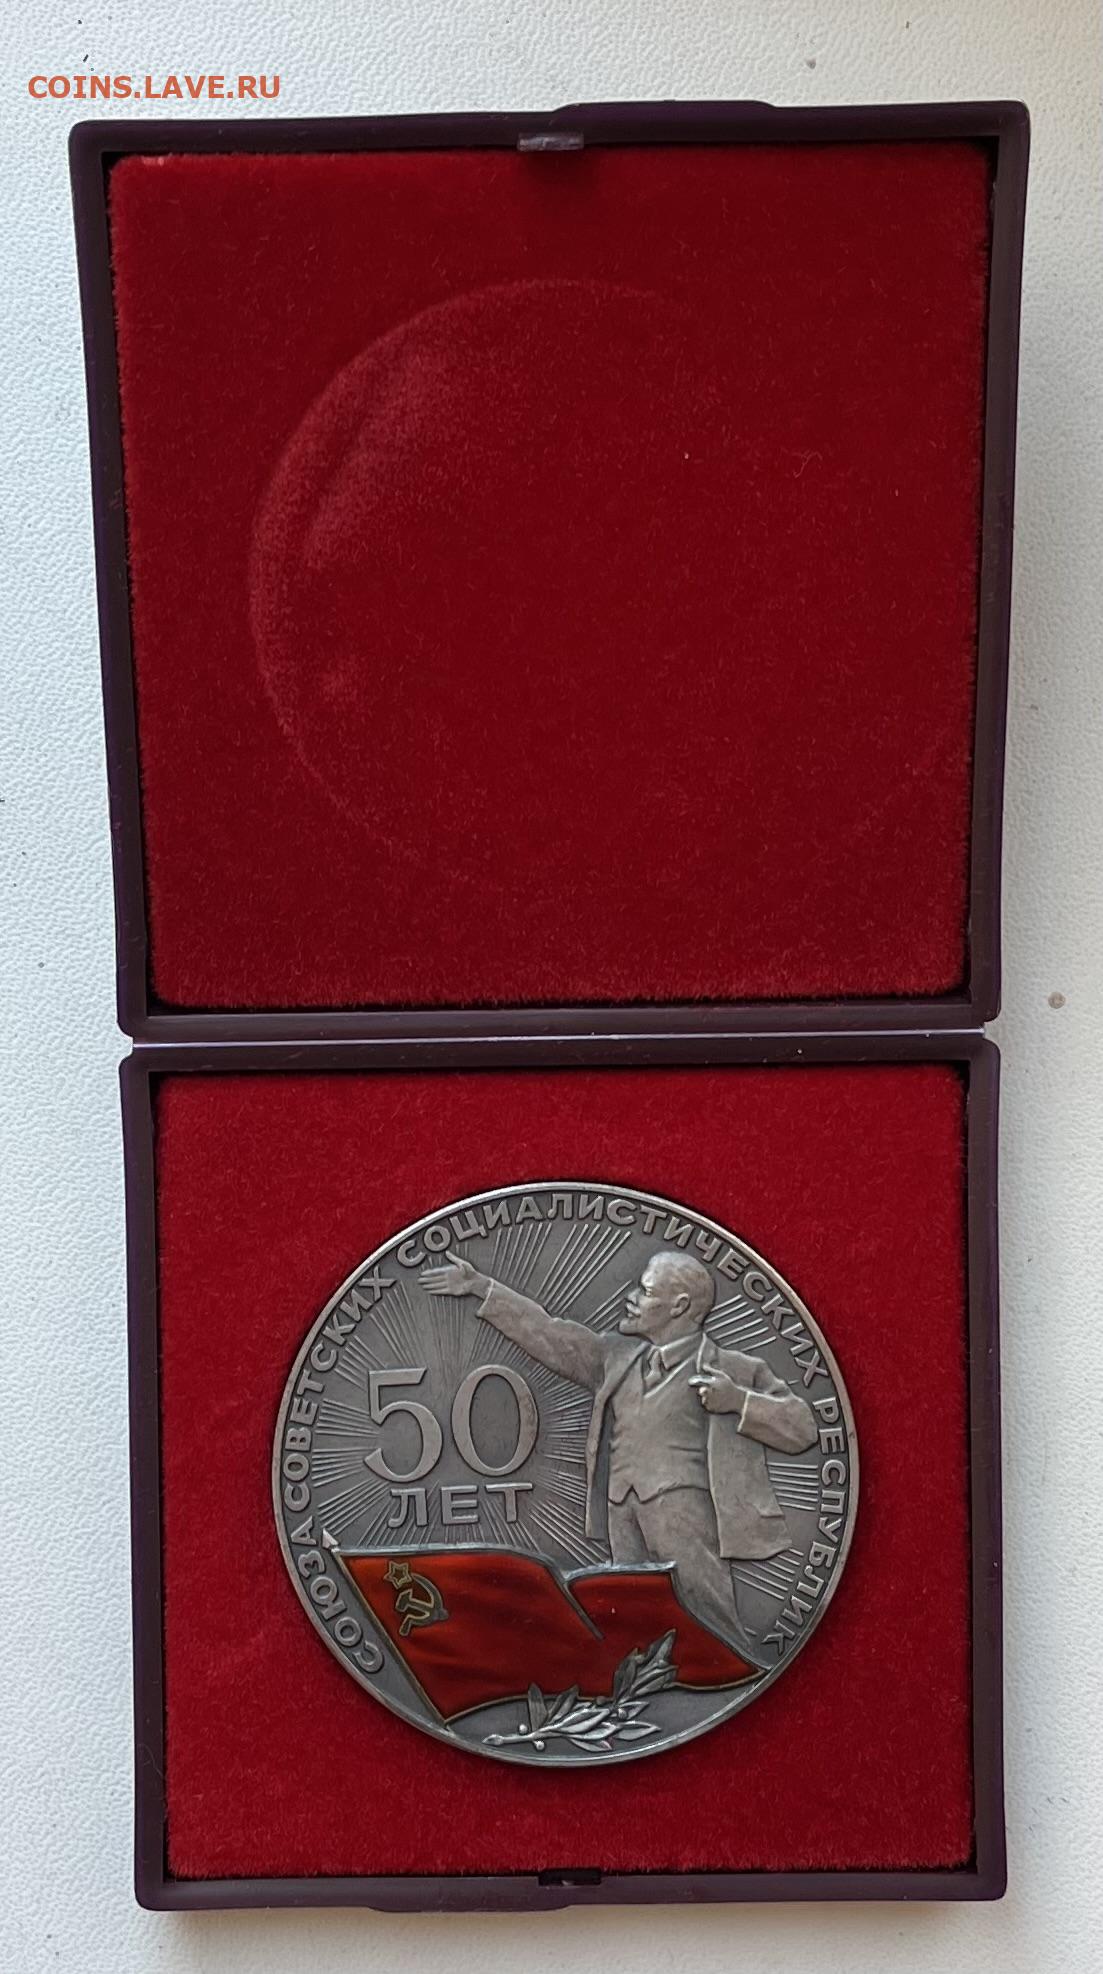 COINS.LAVE.RU
СОЮЗА СОВЕТСКИХ СОЦИАЛИСТИЧЕСКИХ РЕСПУБЛИК
50
ЛЕТ